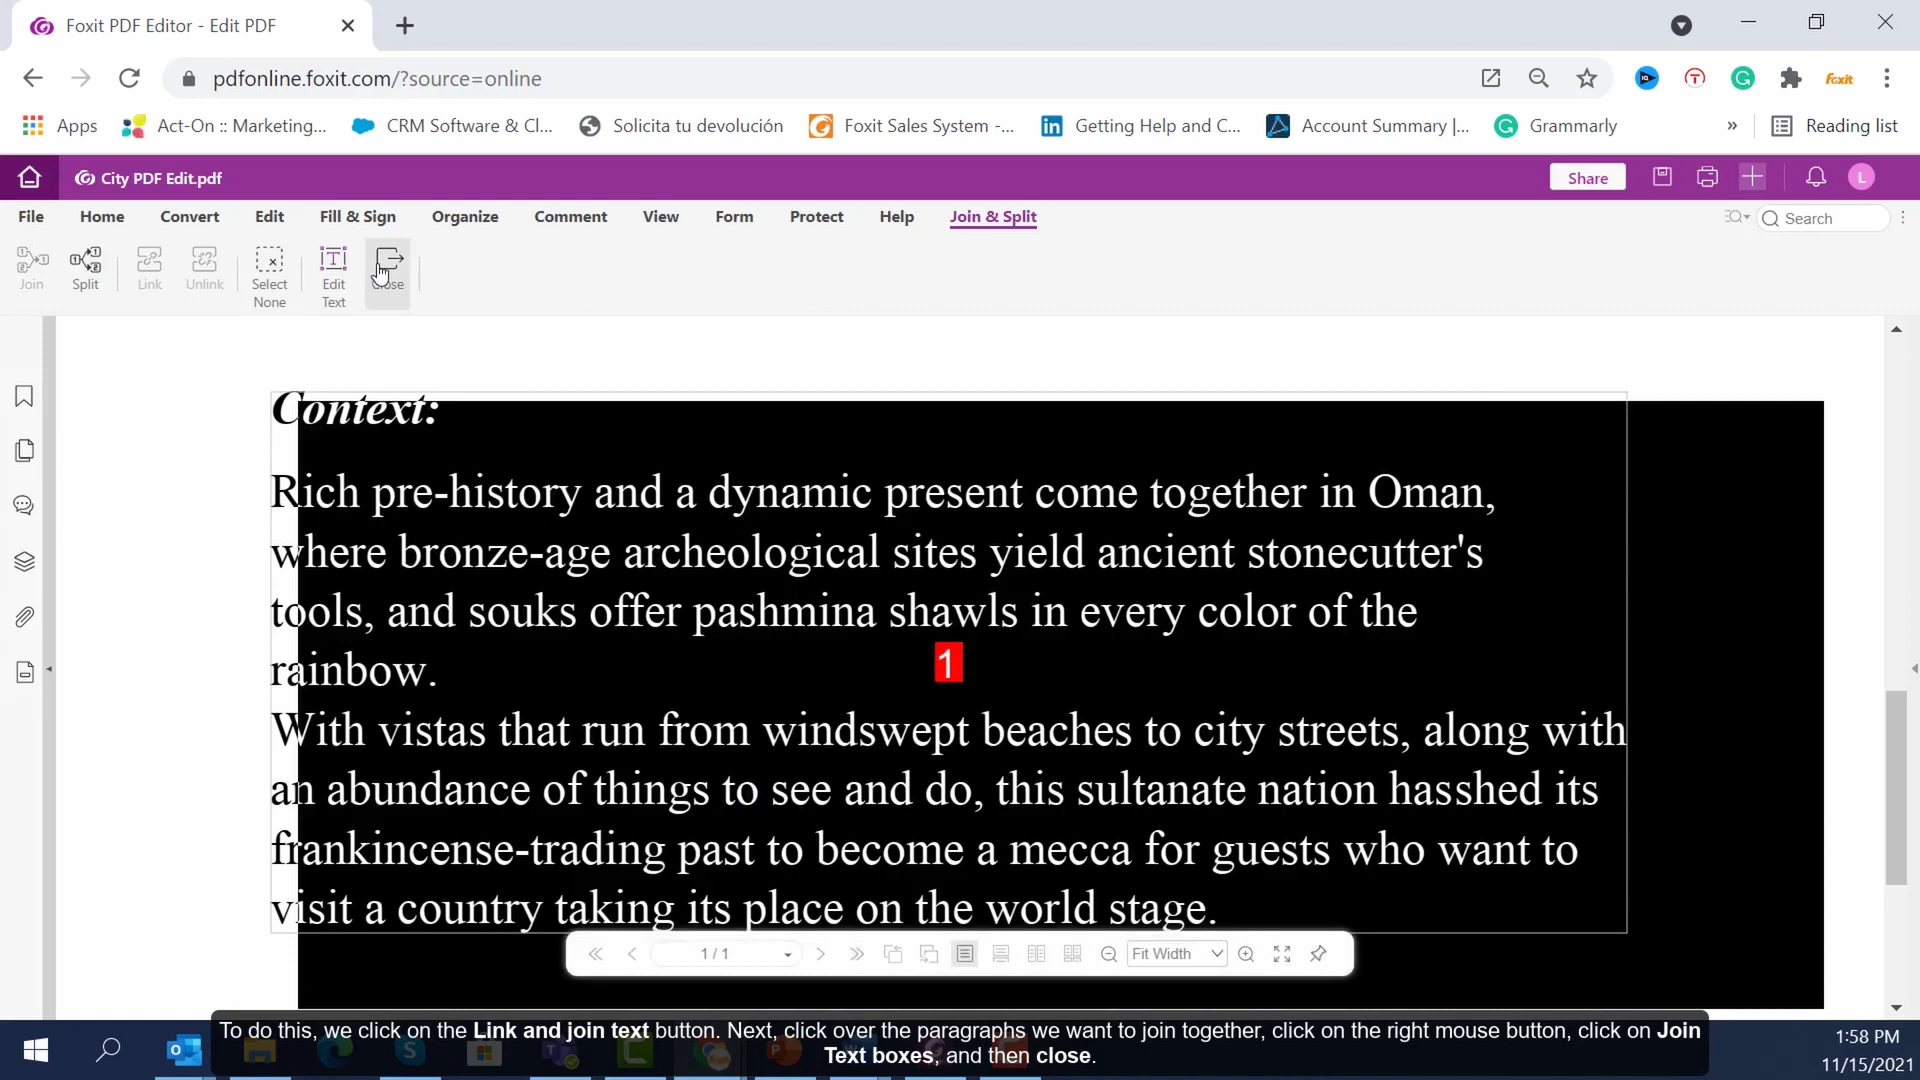 Foxit PDF Editor - Edit PDF
pdfonline.foxit.com/?source=online
Foxit
Apps Act-On :: Marketing... CRM Software & Cl... Solicita tu devolución Foxit Sales System -... Getting Help and C... Account Summary |... Grammarly » Reading list
City PDF Edit.pdf Share L
File Home Convert Edit Fill & Sign Organize Comment View Form Protect Help Join & Split Search
Join Split Link Unlink Select None Edit Text Close
Context:
Rich pre-history and a dynamic present come together in Oman,
where bronze-age archeological sites yield ancient stonecutter's
tools, and souks offer pashmina shawls in every color of the
rainbow.
1
With vistas that run from windswept beaches to city streets, along with
an abundance of things to see and do, this sultanate nation hasshed its
frankincense-trading past to become a mecca for guests who want to
visit a country taking its place on the world stage.
1 / 1 Fit Width
To do this, we click on the Link and join text button. Next, click over the paragraphs we want to join together, click on the right mouse button, click on Join
Text boxes, and then close.
1:58 PM
11/15/2021